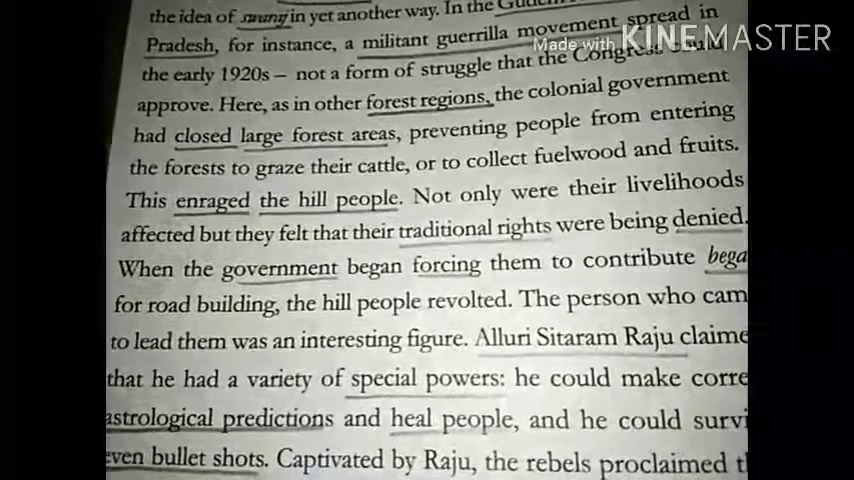 the idea of swaraj in yet another way. In the
Pradesh, for instance, a militant guerrilla movement spread in
the early 1920s – not a form of struggle that the Congress could
approve. Here, as in other forest regions, the colonial government
had closed large forest areas, preventing people from entering
the forests to graze their cattle, or to collect fuelwood and fruits.
This enraged the hill people. Not only were their livelihoods
affected but they felt that their traditional rights were being denied.
When the government began forcing them to contribute bega
for road building, the hill people revolted. The person who cam
to lead them was an interesting figure. Alluri Sitaram Raju claime
that he had a variety of special powers: he could make corre
astrological predictions and heal people, and he could survi
even bullet shots. Captivated by Raju, the rebels proclaimed t
Made with KINEMASTER